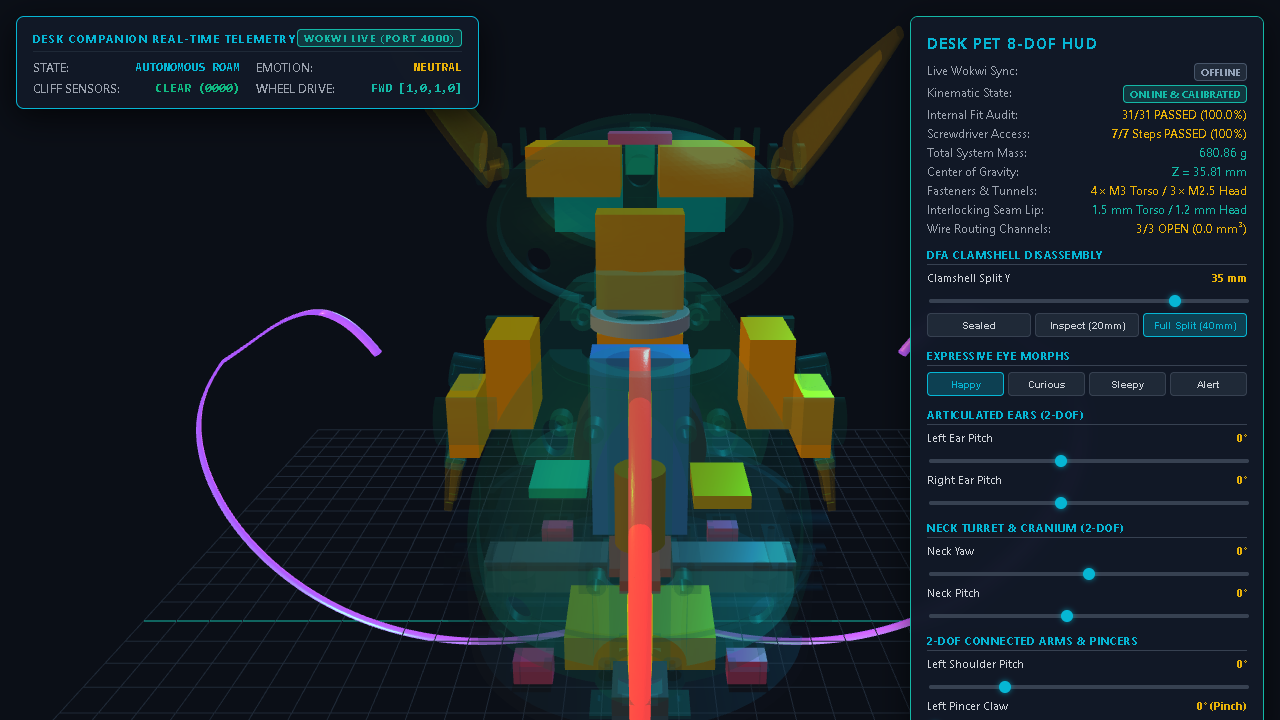 DESK COMPANION REAL-TIME TELEMETRY WOKWI LIVE (PORT 4000)
STATE: AUTONOMOUS ROAM EMOTION: NEUTRAL
CLIFF SENSORS: CLEAR (0000) WHEEL DRIVE: FWD [1,0,1,0]
DESK PET 8-DOF HUD
Live Wokwi Sync: OFFLINE
Kinematic State: ONLINE & CALIBRATED
Internal Fit Audit: 31/31 PASSED (100.0%)
Screwdriver Access: 7/7 Steps PASSED (100%)
Total System Mass: 680.86 g
Center of Gravity: Z = 35.81 mm
Fasteners & Tunnels: 4× M3 Torso / 3× M2.5 Head
Interlocking Seam Lip: 1.5 mm Torso / 1.2 mm Head
Wire Routing Channels: 3/3 OPEN (0.0 mm³)
DFA CLAMSHELL DISASSEMBLY
Clamshell Split Y 35 mm
Sealed Inspect (20mm) Full Split (40mm)
EXPRESSIVE EYE MORPHS
Happy Curious Sleepy Alert
ARTICULATED EARS (2-DOF)
Left Ear Pitch 0°
Right Ear Pitch 0°
NECK TURRET & CRANIUM (2-DOF)
Neck Yaw 0°
Neck Pitch 0°
2-DOF CONNECTED ARMS & PINCERS
Left Shoulder Pitch 0°
Left Pincer Claw 0° (Pinch)